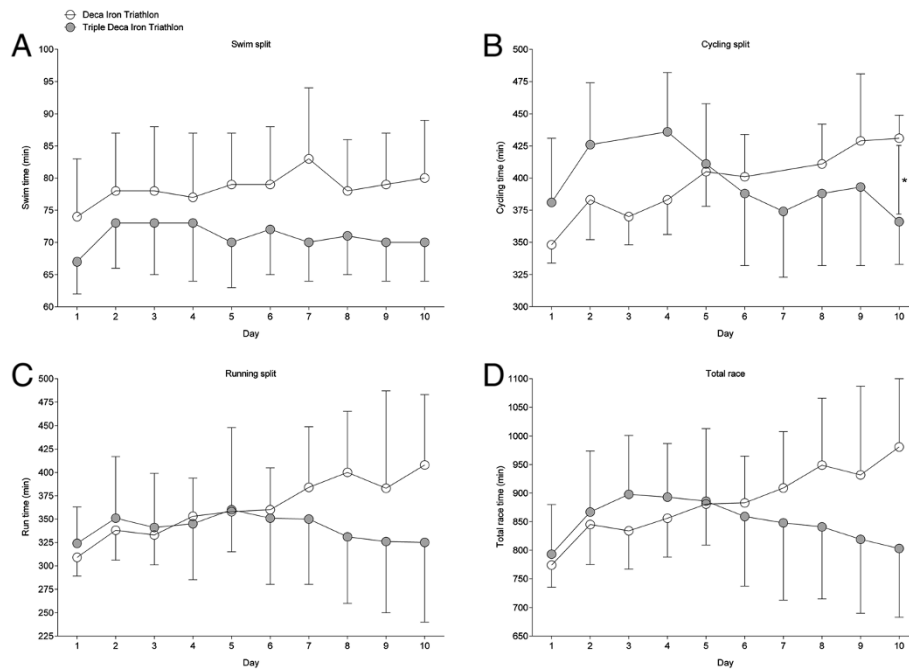 Deca Iron Triathlon
Triple Deca Iron Triathlon
A
Swim split
Swim time (min)
100
95
90
85
80
75
70
65
60
1 2 3 4 5 6 7 8 9 10
Day
B
Cycling split
Cycling time (min)
500
475
450
425
400
375
350
325
300
*
1 2 3 4 5 6 7 8 9 10
Day
C
Running split
Run time (min)
500
475
450
425
400
375
350
325
300
275
250
225
1 2 3 4 5 6 7 8 9 10
Day
D
Total race
Total race time (min)
1100
1050
1000
950
900
850
800
750
700
650
1 2 3 4 5 6 7 8 9 10
Day